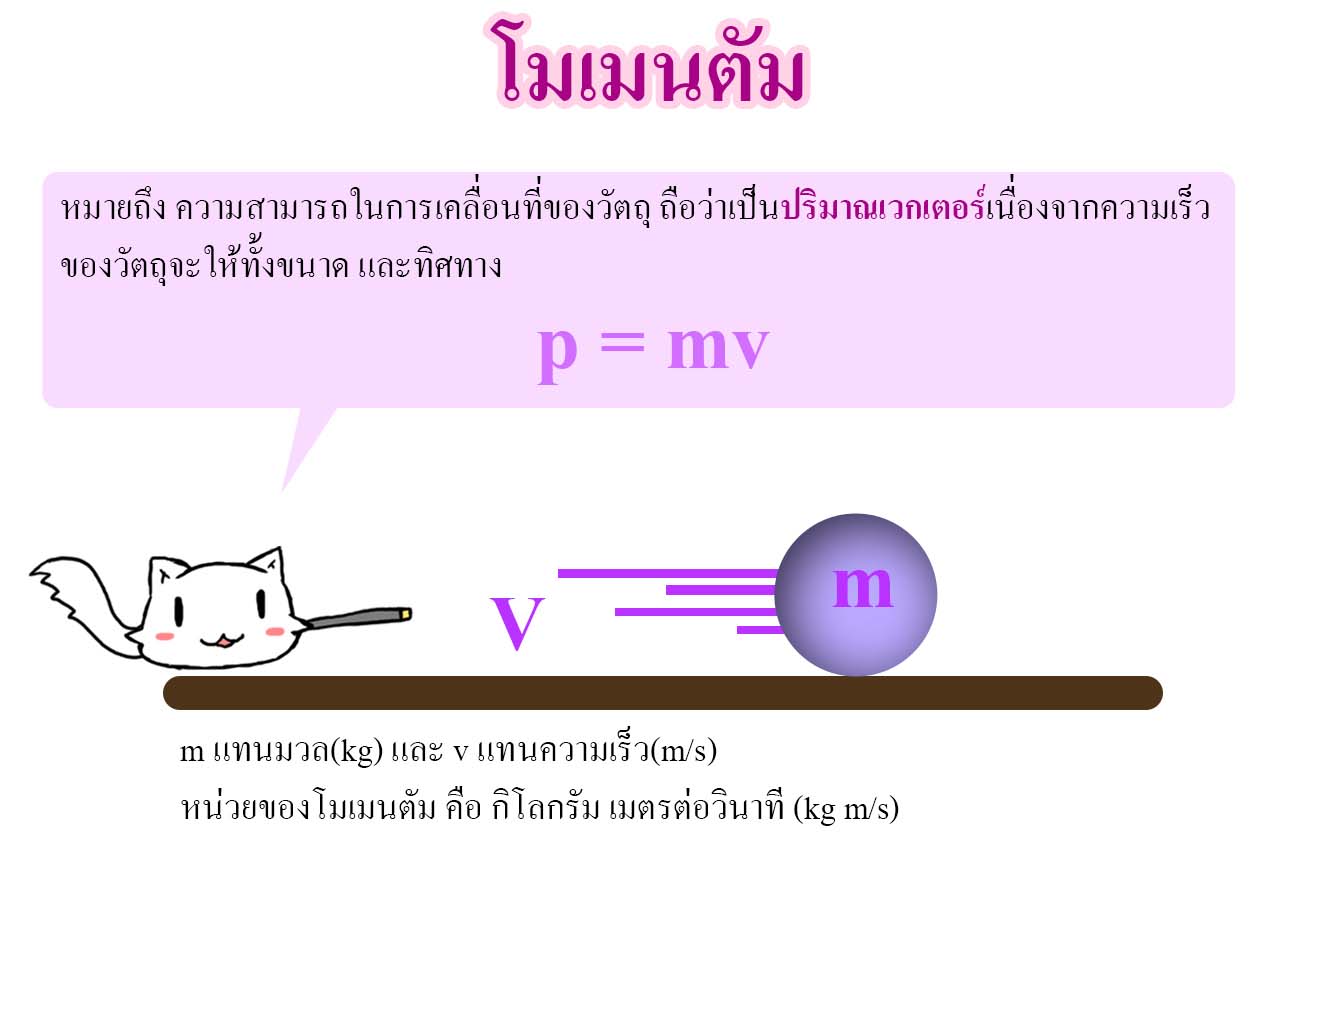 โมเมนตัม
หมายถึง ความสามารถในการเคลื่อนที่ของวัตถุ ถือว่าเป็นปริมาณเวกเตอร์เนื่องจากความเร็ว
ของวัตถุจะให้ทั้งขนาด และทิศทาง
p = mv
v
m
m แทนมวล(kg) และ v แทนความเร็ว(m/s)
หน่วยของโมเมนตัม คือ กิโลกรัม เมตรต่อวินาที (kg m/s)